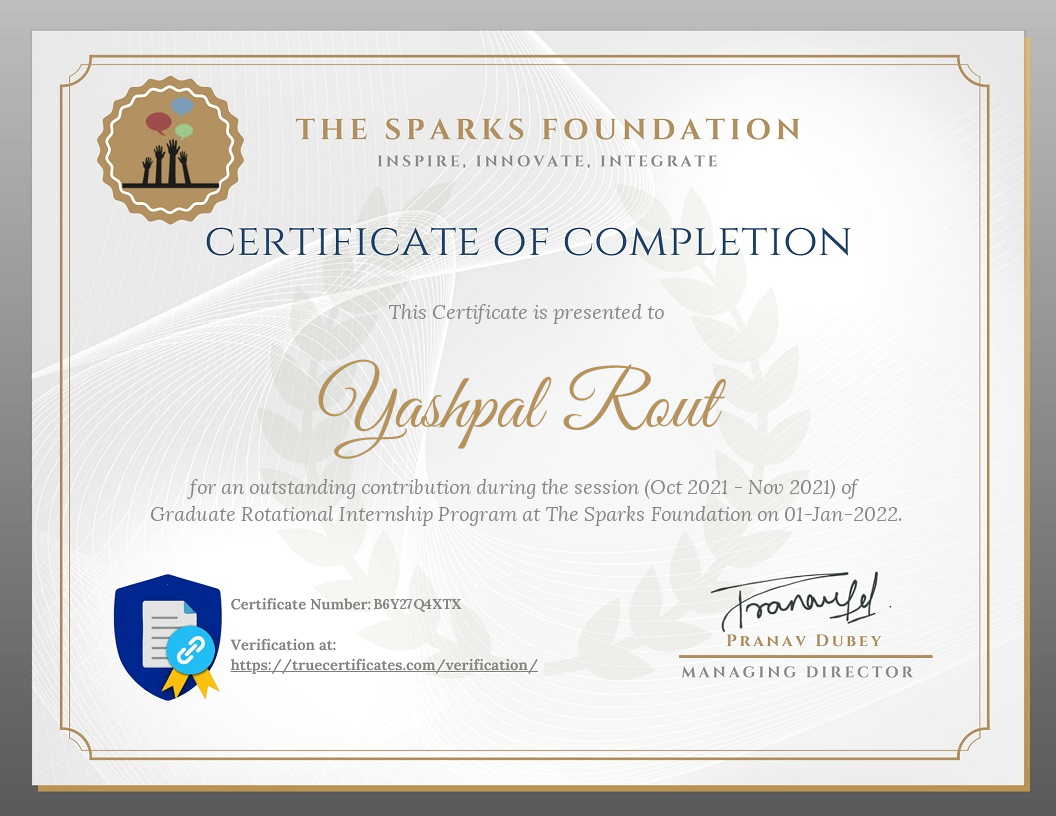 THE SPARKS FOUNDATION
INSPIRE, INNOVATE, INTEGRATE
CERTIFICATE OF COMPLETION
This Certificate is presented to
Yashpal Rout
for an outstanding contribution during the session (Oct 2021 - Nov 2021) of
Graduate Rotational Internship Program at The Sparks Foundation on 01-Jan-2022.
Certificate Number: B6Y27Q4XTX
Verification at:
https://truecertificates.com/verification/
PRANAV DUBEY
MANAGING DIRECTOR